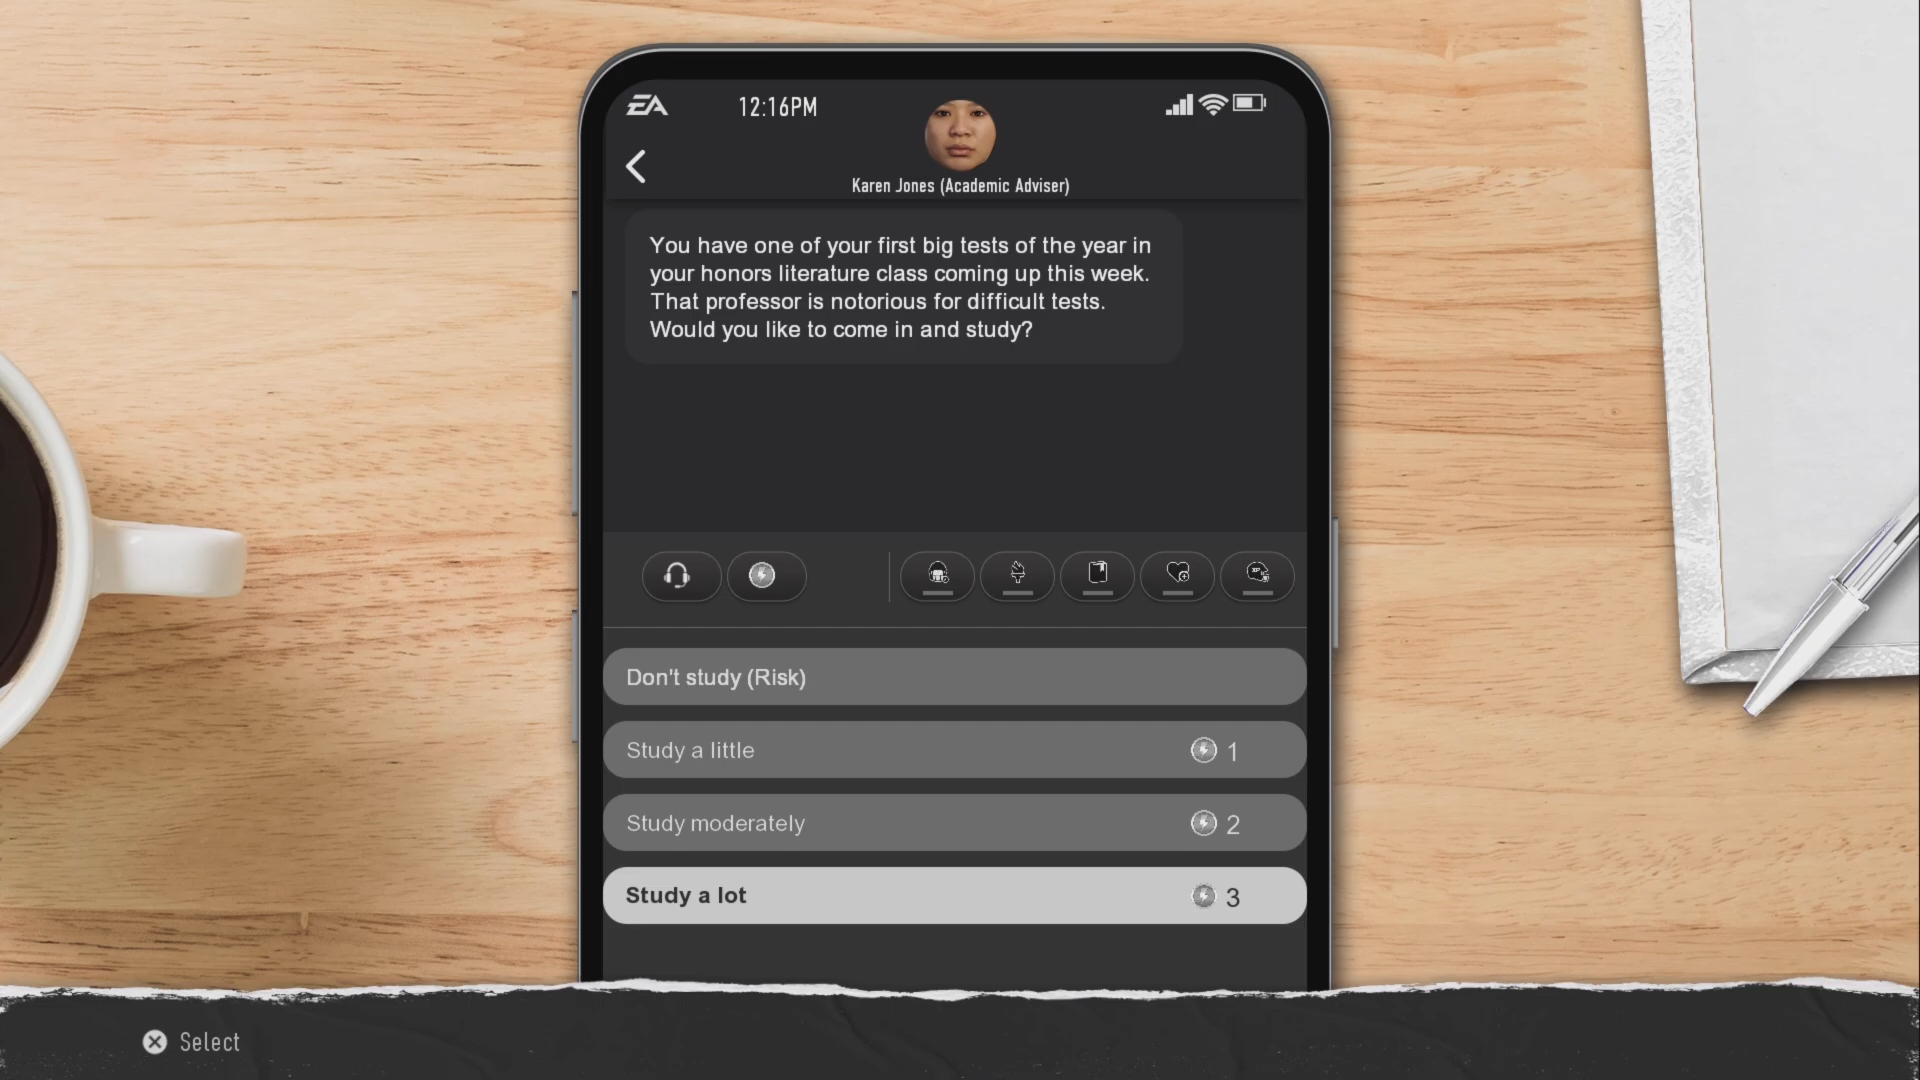 EA
12:16PM
Karen Jones (Academic Adviser)
You have one of your first big tests of the year in
your honors literature class coming up this week.
That professor is notorious for difficult tests.
Would you like to come in and study?
XP
Don't study (Risk)
Study a little 1
Study moderately 2
Study a lot 3
Select